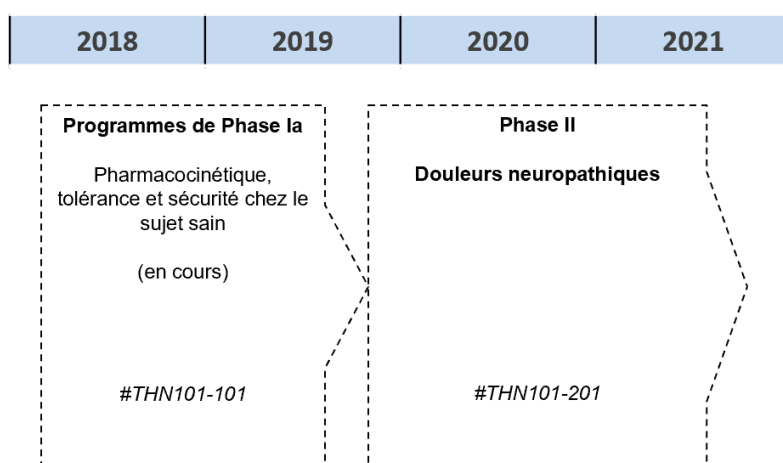 2018 2019 2020 2021
Programmes de Phase Ia
Pharmacocinétique,
tolérance et sécurité chez le
sujet sain
(en cours)
#THN101-101
Phase II
Douleurs neuropathiques
#THN101-201